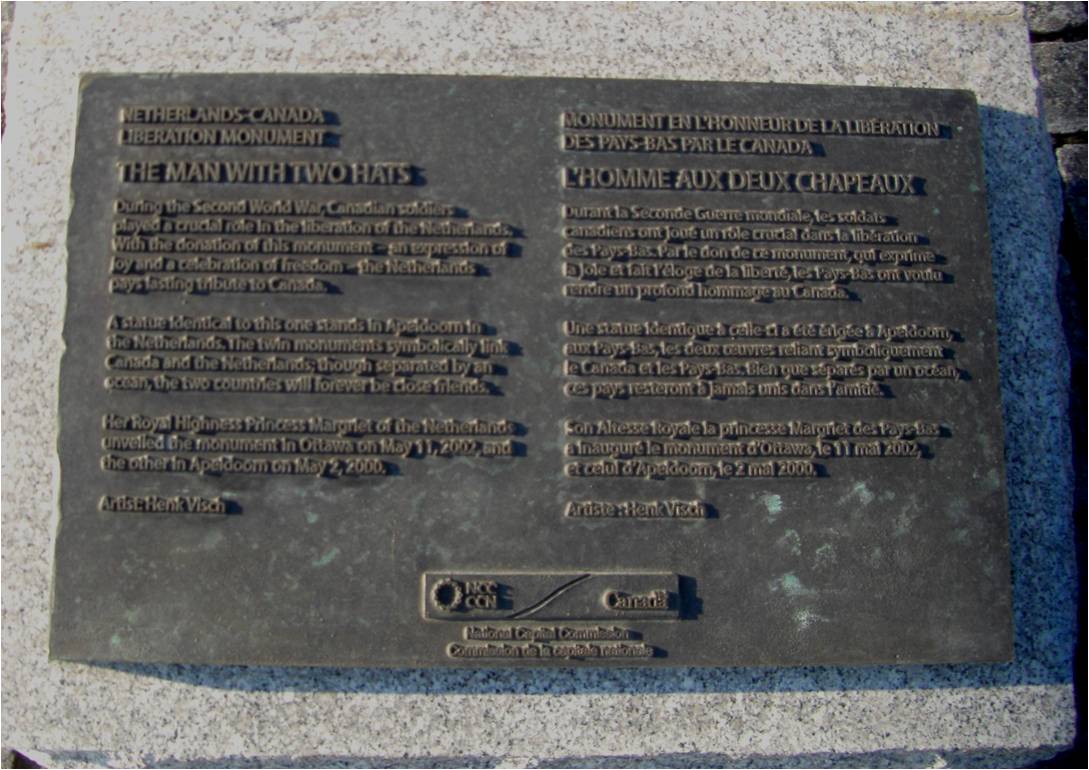 NETHERLANDS-CANADA
LIBERATION MONUMENT
THE MAN WITH TWO HATS
During the Second World War, Canadian soldiers
played a crucial role in the liberation of the Netherlands.
With the donation of this monument – an expression of
joy and a celebration of freedom – the Netherlands
pays lasting tribute to Canada.
A statue identical to this one stands in Apeldoorn in
the Netherlands. The twin monuments symbolically link
Canada and the Netherlands; though separated by an
ocean, the two countries will forever be close friends.
Her Royal Highness Princess Margriet of the Netherlands
unveiled the monument in Ottawa on May 11, 2002, and
the other in Apeldoorn on May 2, 2000.
Artist: Henk Visch
MONUMENT EN L'HONNEUR DE LA LIBÉRATION
DES PAYS-BAS PAR LE CANADA
L'HOMME AUX DEUX CHAPEAUX
Durant la Seconde Guerre mondiale, les soldats
canadiens ont joué un rôle crucial dans la libération
des Pays-Bas. Par le don de ce monument, qui exprime
la joie et fait l'éloge de la liberté, les Pays-Bas ont voulu
rendre un profond hommage au Canada.
Une statue identique à celle-ci a été érigée à Apeldoorn,
aux Pays-Bas, les deux œuvres reliant symboliquement
le Canada et les Pays-Bas. Bien que séparés par un océan,
ces pays resteront à jamais unis dans l'amitié.
Son Altesse Royale la princesse Margriet des Pays-Bas
a inauguré le monument d'Ottawa, le 11 mai 2002,
et celui d'Apeldoorn, le 2 mai 2000.
Artiste : Henk Visch
NCC
CCN
Canada
National Capital Commission
Commission de la capitale nationale